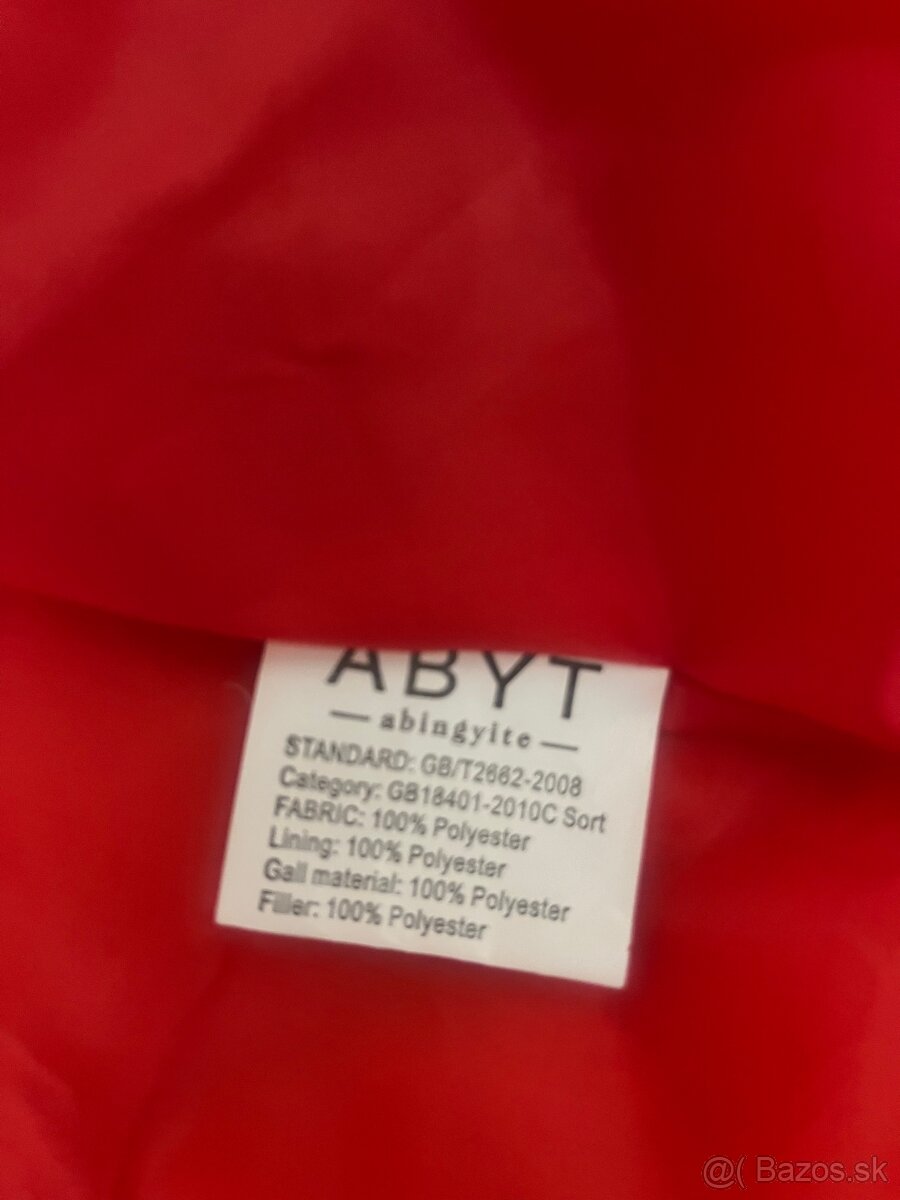 ABYT
— abingyite —
STANDARD: GB/T2662-2008
Category: GB18401-2010C Sort
FABRIC: 100% Polyester
Lining: 100% Polyester
Gall material: 100% Polyester
Filler: 100% Polyester
@( Bazos.sk